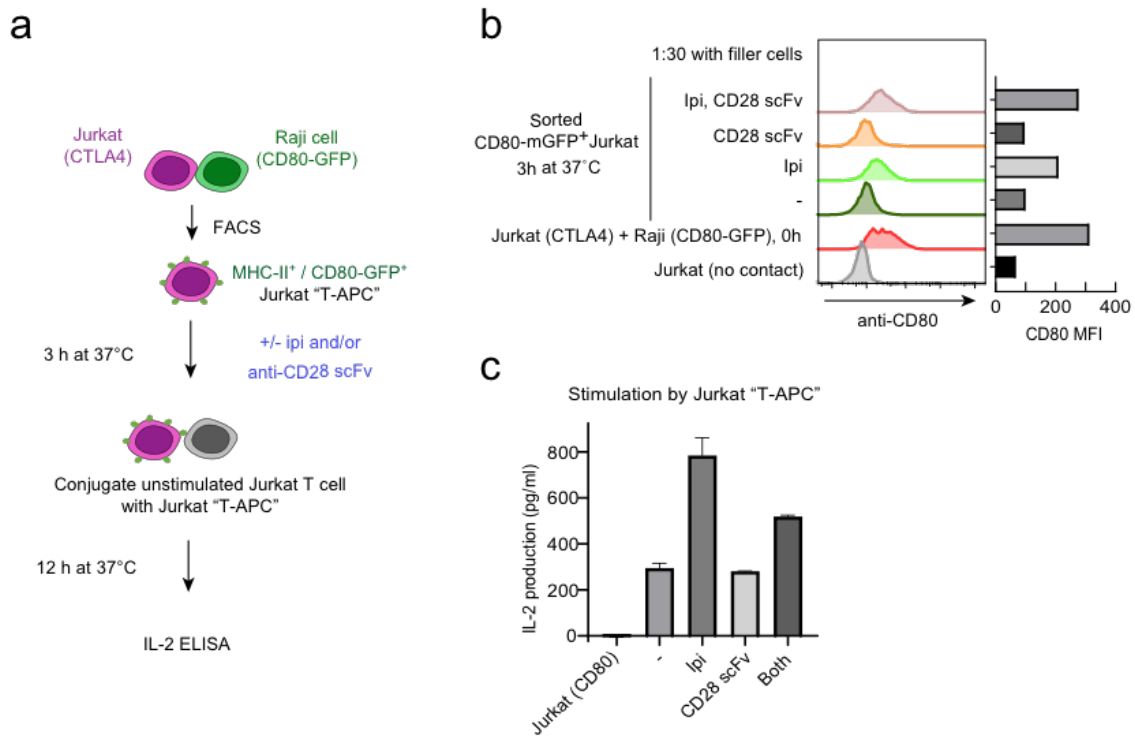 a
Jurkat
(CTLA4)
Raji cell
(CD80-GFP)
FACS
MHC-II⁺ / CD80-GFP⁺
Jurkat “T-APC”
3 h at 37°C
+/- ipi and/or
anti-CD28 scFv
Conjugate unstimulated Jurkat T cell
with Jurkat “T-APC”
12 h at 37°C
IL-2 ELISA
b
1:30 with filler cells
Sorted
CD80-mGFP⁺Jurkat
3h at 37°C
Ipi, CD28 scFv
CD28 scFv
Ipi
-
Jurkat (CTLA4) + Raji (CD80-GFP), 0h
Jurkat (no contact)
anti-CD80
0 200 400
CD80 MFI
c
Stimulation by Jurkat “T-APC”
IL-2 production (pg/ml)
800
600
400
200
0
Jurkat (CD80)
-
Ipi
CD28 scFv
Both